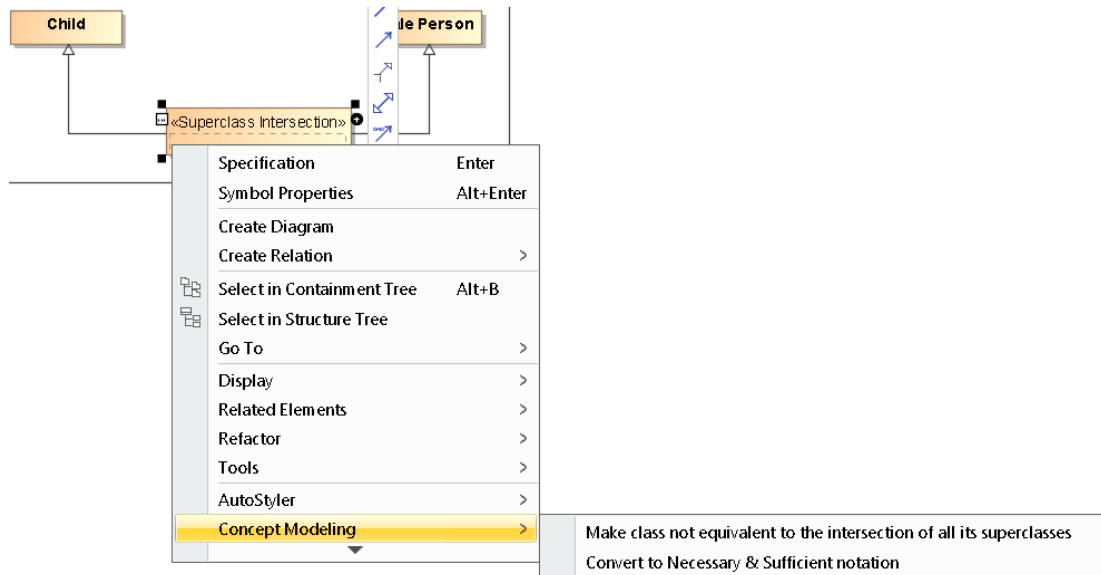 Child
le Person
«Superclass Intersection»
Specification Enter
Symbol Properties Alt+Enter
Create Diagram
Create Relation >
Select in Containment Tree Alt+B
Select in Structure Tree
Go To >
Display >
Related Elements >
Refactor >
Tools >
AutoStyler >
Concept Modeling >
Make class not equivalent to the intersection of all its superclasses
Convert to Necessary & Sufficient notation